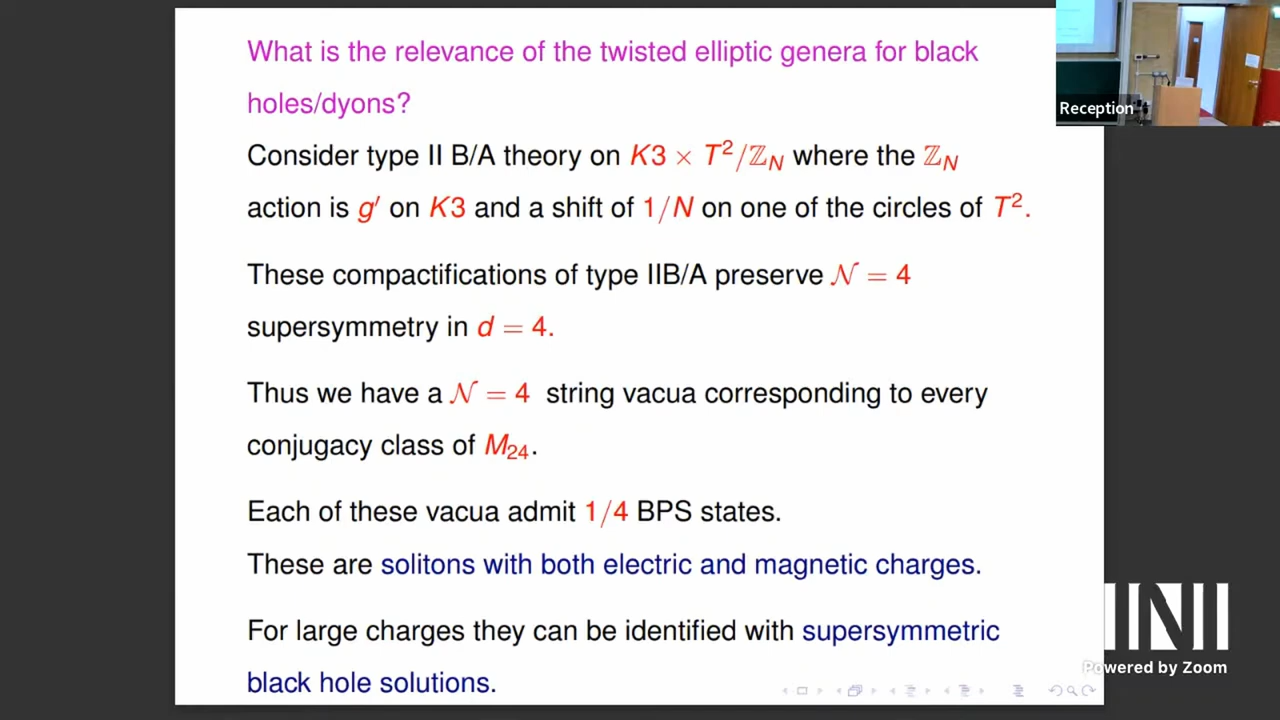 What is the relevance of the twisted elliptic genera for black
holes/dyons?
Consider type II B/A theory on K3 × T²/ℤ_N where the ℤ_N
action is g′ on K3 and a shift of 1/N on one of the circles of T².
These compactifications of type IIB/A preserve 𝒩 = 4
supersymmetry in d = 4.
Thus we have a 𝒩 = 4 string vacua corresponding to every
conjugacy class of M₂₄.
Each of these vacua admit 1/4 BPS states.
These are solitons with both electric and magnetic charges.
For large charges they can be identified with supersymmetric
black hole solutions.
Reception
INI
Powered by Zoom